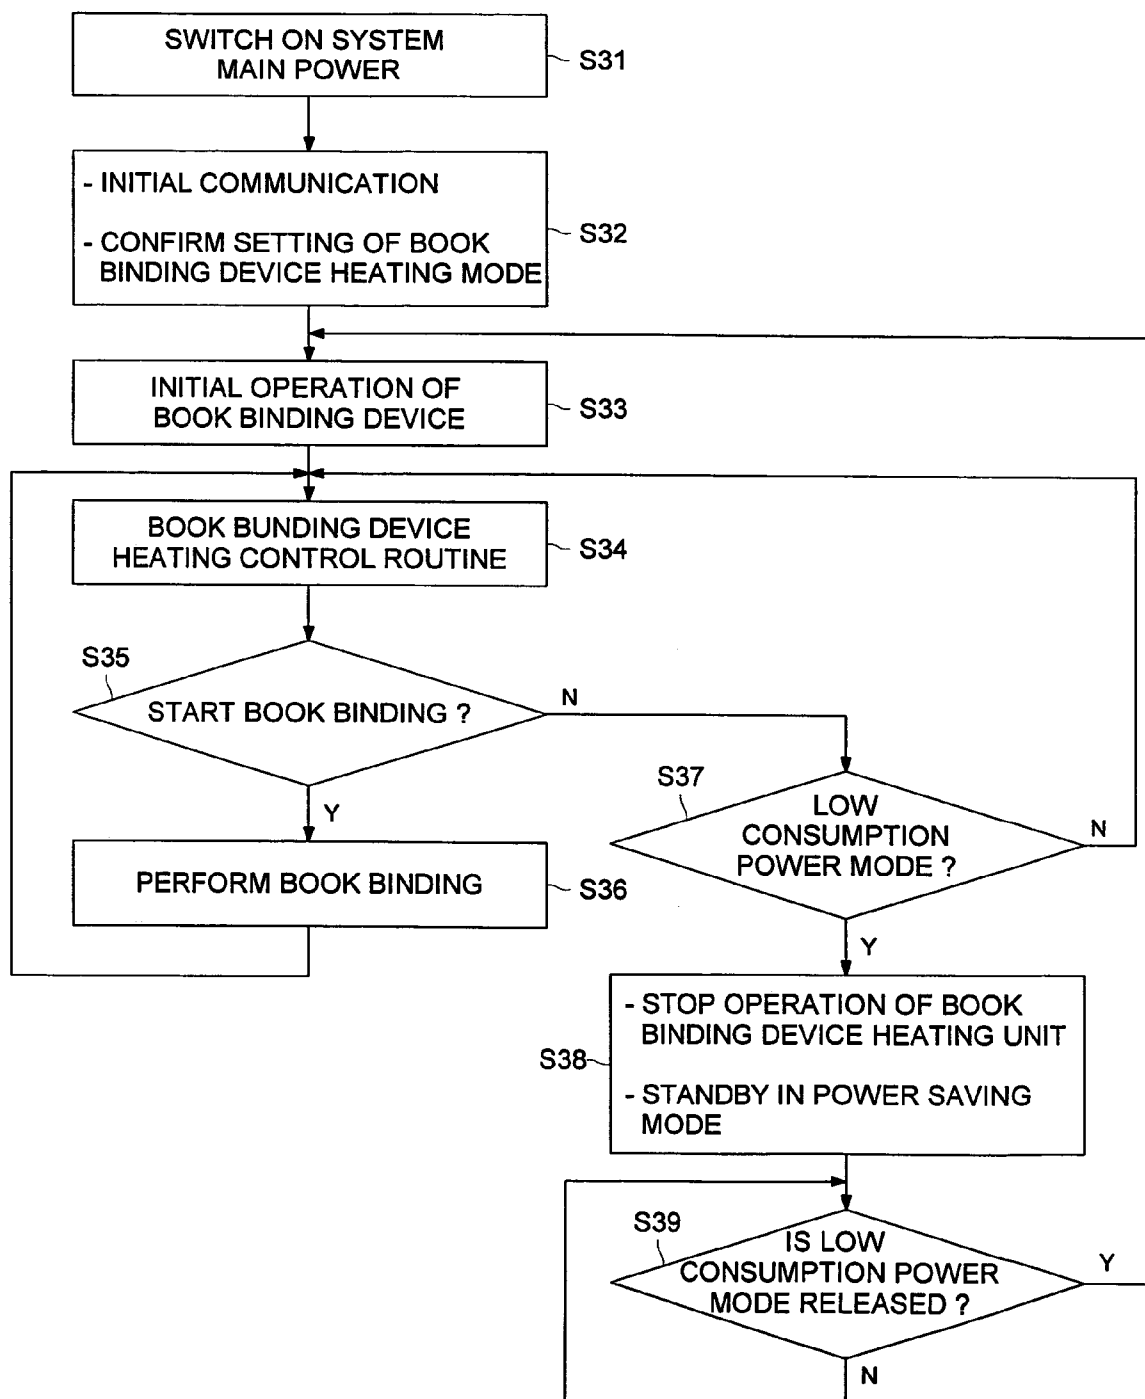 SWITCH ON SYSTEM
MAIN POWER
S31
- INITIAL COMMUNICATION
- CONFIRM SETTING OF BOOK
BINDING DEVICE HEATING MODE
S32
INITIAL OPERATION OF
BOOK BINDING DEVICE
S33
BOOK BUNDING DEVICE
HEATING CONTROL ROUTINE
S34
S35
START BOOK BINDING ?
N
Y
S37
LOW
CONSUMPTION
POWER MODE ?
N
PERFORM BOOK BINDING
S36
Y
- STOP OPERATION OF BOOK
BINDING DEVICE HEATING UNIT
S38
- STANDBY IN POWER SAVING
MODE
S39
IS LOW
CONSUMPTION POWER
MODE RELEASED ?
Y
N